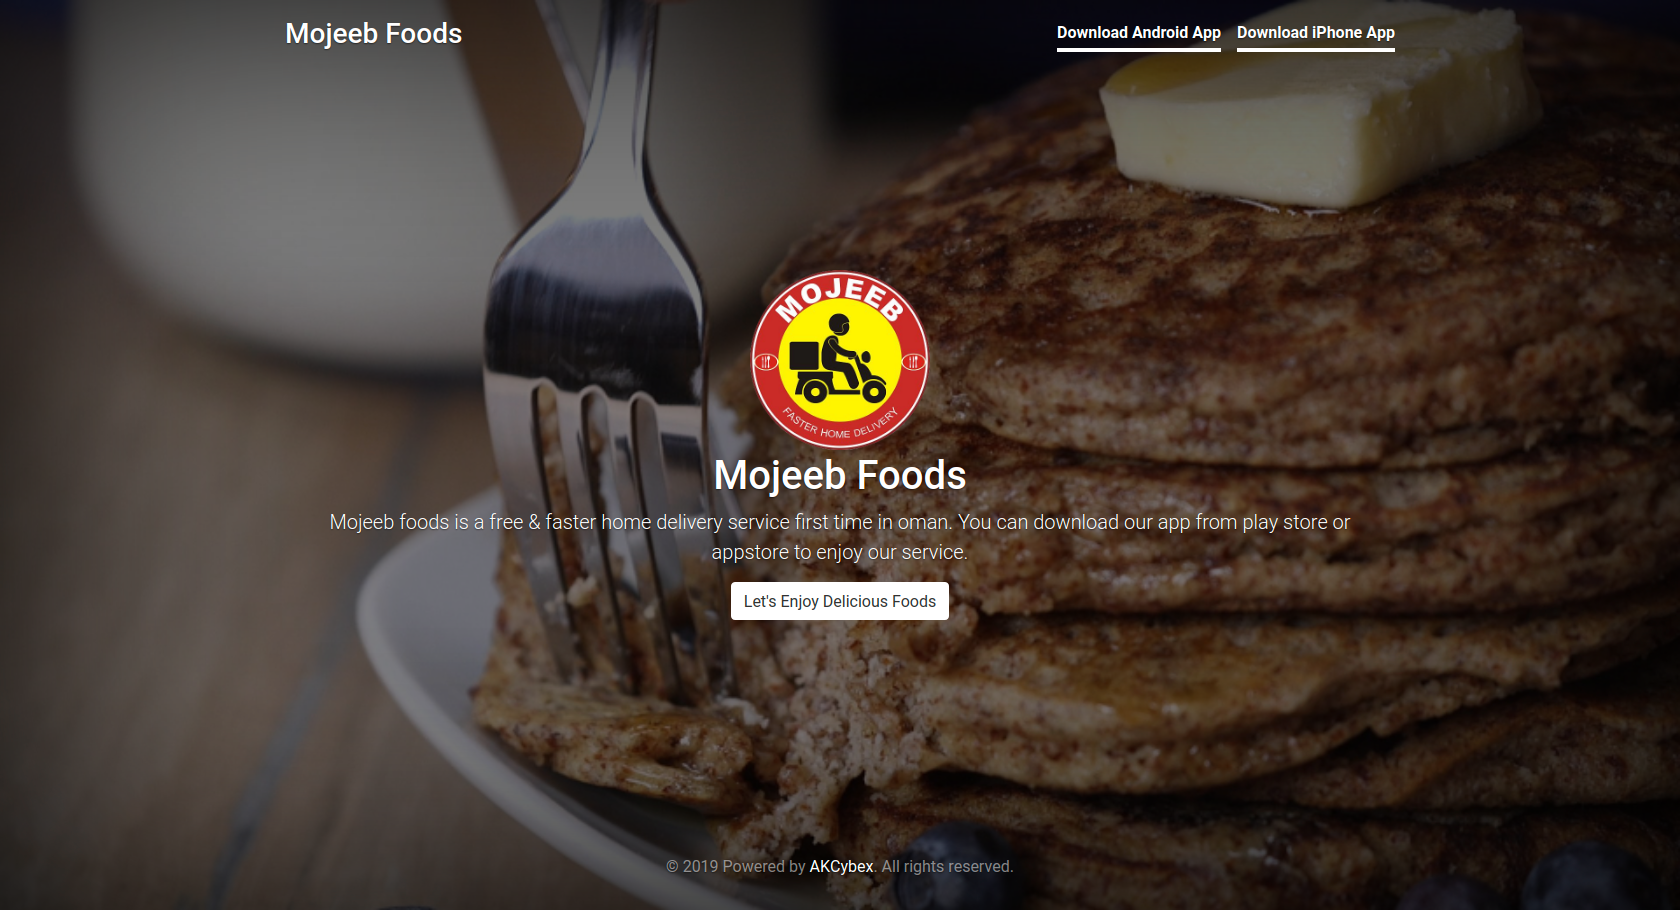 Mojeeb Foods
Download Android App
Download iPhone App
MOJEEB
FASTER HOME DELIVERY
Mojeeb Foods
Mojeeb foods is a free & faster home delivery service first time in oman. You can download our app from play store or
appstore to enjoy our service.
Let's Enjoy Delicious Foods
© 2019 Powered by AKCybex. All rights reserved.